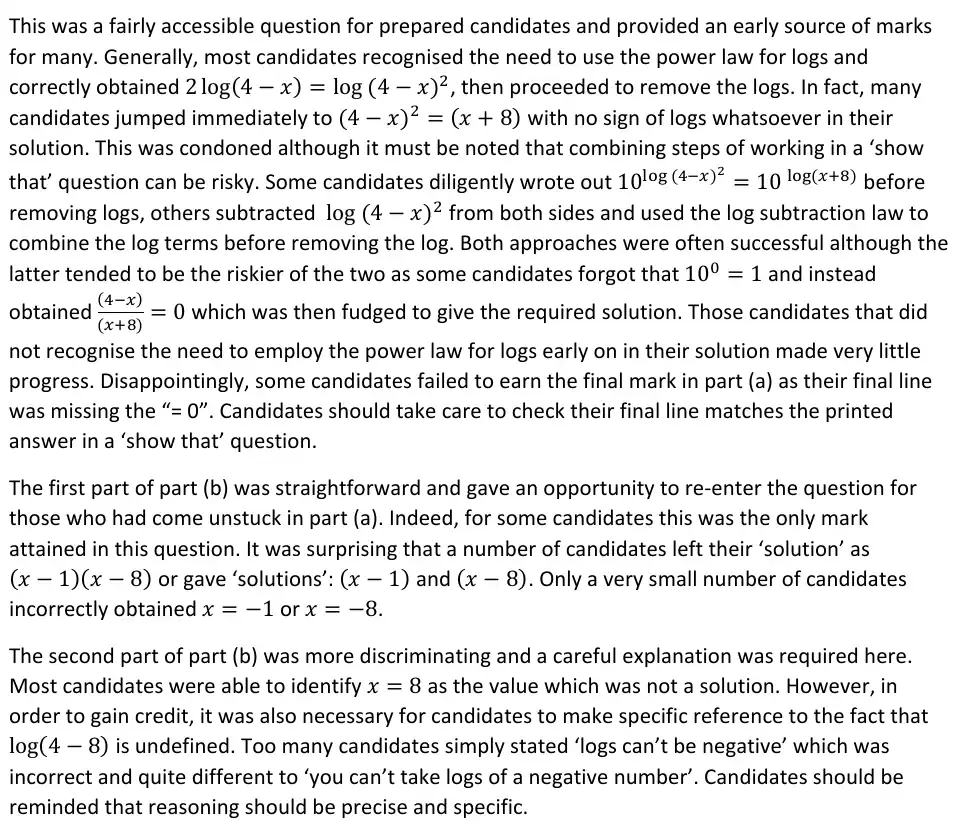 This was a fairly accessible question for prepared candidates and provided an early source of marks
for many. Generally, most candidates recognised the need to use the power law for logs and
correctly obtained 2 log(4 − x) = log (4 − x)², then proceeded to remove the logs. In fact, many
candidates jumped immediately to (4 − x)² = (x + 8) with no sign of logs whatsoever in their
solution. This was condoned although it must be noted that combining steps of working in a ‘show
that’ question can be risky. Some candidates diligently wrote out 10^{log (4−x)²} = 10^{log(x+8)} before
removing logs, others subtracted log (4 − x)² from both sides and used the log subtraction law to
combine the log terms before removing the log. Both approaches were often successful although the
latter tended to be the riskier of the two as some candidates forgot that 10⁰ = 1 and instead
obtained (4−x)/(x+8) = 0 which was then fudged to give the required solution. Those candidates that did
not recognise the need to employ the power law for logs early on in their solution made very little
progress. Disappointingly, some candidates failed to earn the final mark in part (a) as their final line
was missing the “= 0”. Candidates should take care to check their final line matches the printed
answer in a ‘show that’ question.
The first part of part (b) was straightforward and gave an opportunity to re-enter the question for
those who had come unstuck in part (a). Indeed, for some candidates this was the only mark
attained in this question. It was surprising that a number of candidates left their ‘solution’ as
(x − 1)(x − 8) or gave ‘solutions’: (x − 1) and (x − 8). Only a very small number of candidates
incorrectly obtained x = −1 or x = −8.
The second part of part (b) was more discriminating and a careful explanation was required here.
Most candidates were able to identify x = 8 as the value which was not a solution. However, in
order to gain credit, it was also necessary for candidates to make specific reference to the fact that
log(4 − 8) is undefined. Too many candidates simply stated ‘logs can’t be negative’ which was
incorrect and quite different to ‘you can’t take logs of a negative number’. Candidates should be
reminded that reasoning should be precise and specific.